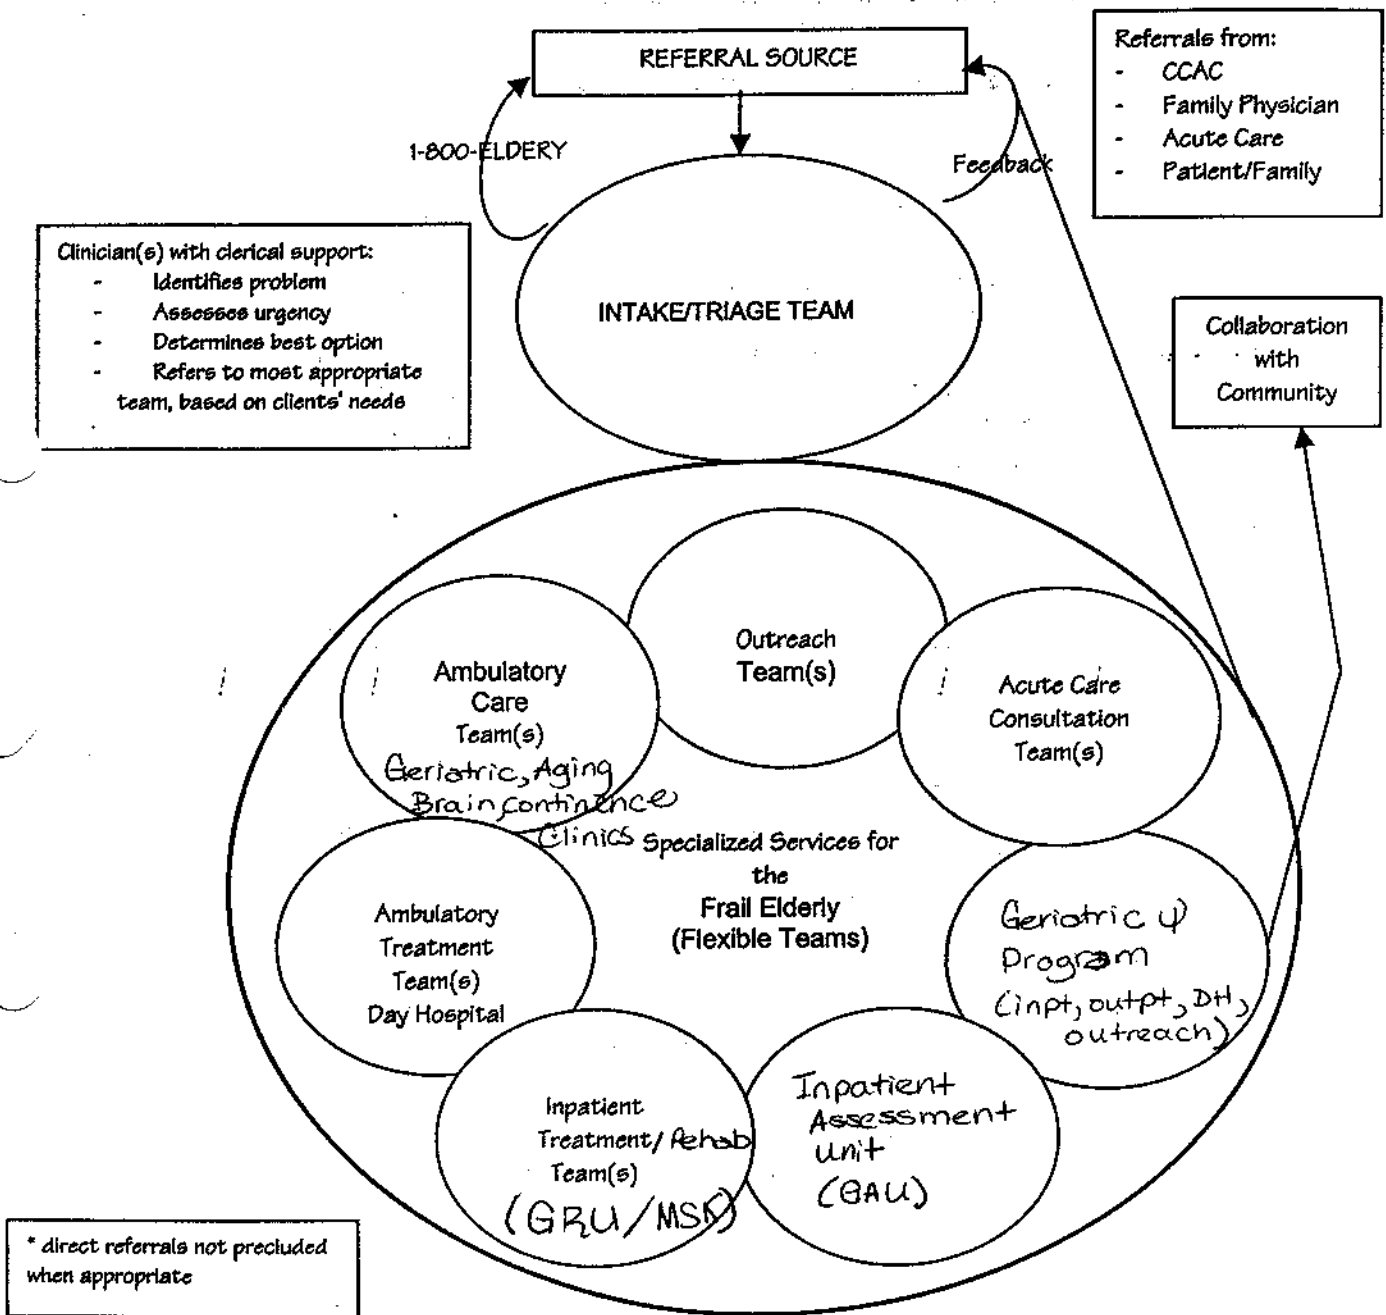 REFERRAL SOURCE
Referrals from:
- CCAC
- Family Physician
- Acute Care
- Patient/Family
1-800-ELDERY
Feedback
Clinician(s) with clerical support:
- Identifies problem
- Assesses urgency
- Determines best option
- Refers to most appropriate
team, based on clients' needs
INTAKE/TRIAGE TEAM
Collaboration
with
Community
Outreach
Team(s)
Ambulatory
Care
Team(s)
Geriatric, Aging
Brain, Continence
Clinics
Acute Care
Consultation
Team(s)
Specialized Services for
the
Frail Elderly
(Flexible Teams)
Ambulatory
Treatment
Team(s)
Day Hospital
Geriatric ψ
Program
(inpt, outpt, DH,
outreach)
Inpatient
Treatment/Rehab
Team(s)
(GRU/MSK)
Inpatient
Assessment
Unit
(GAU)
* direct referrals not precluded
when appropriate